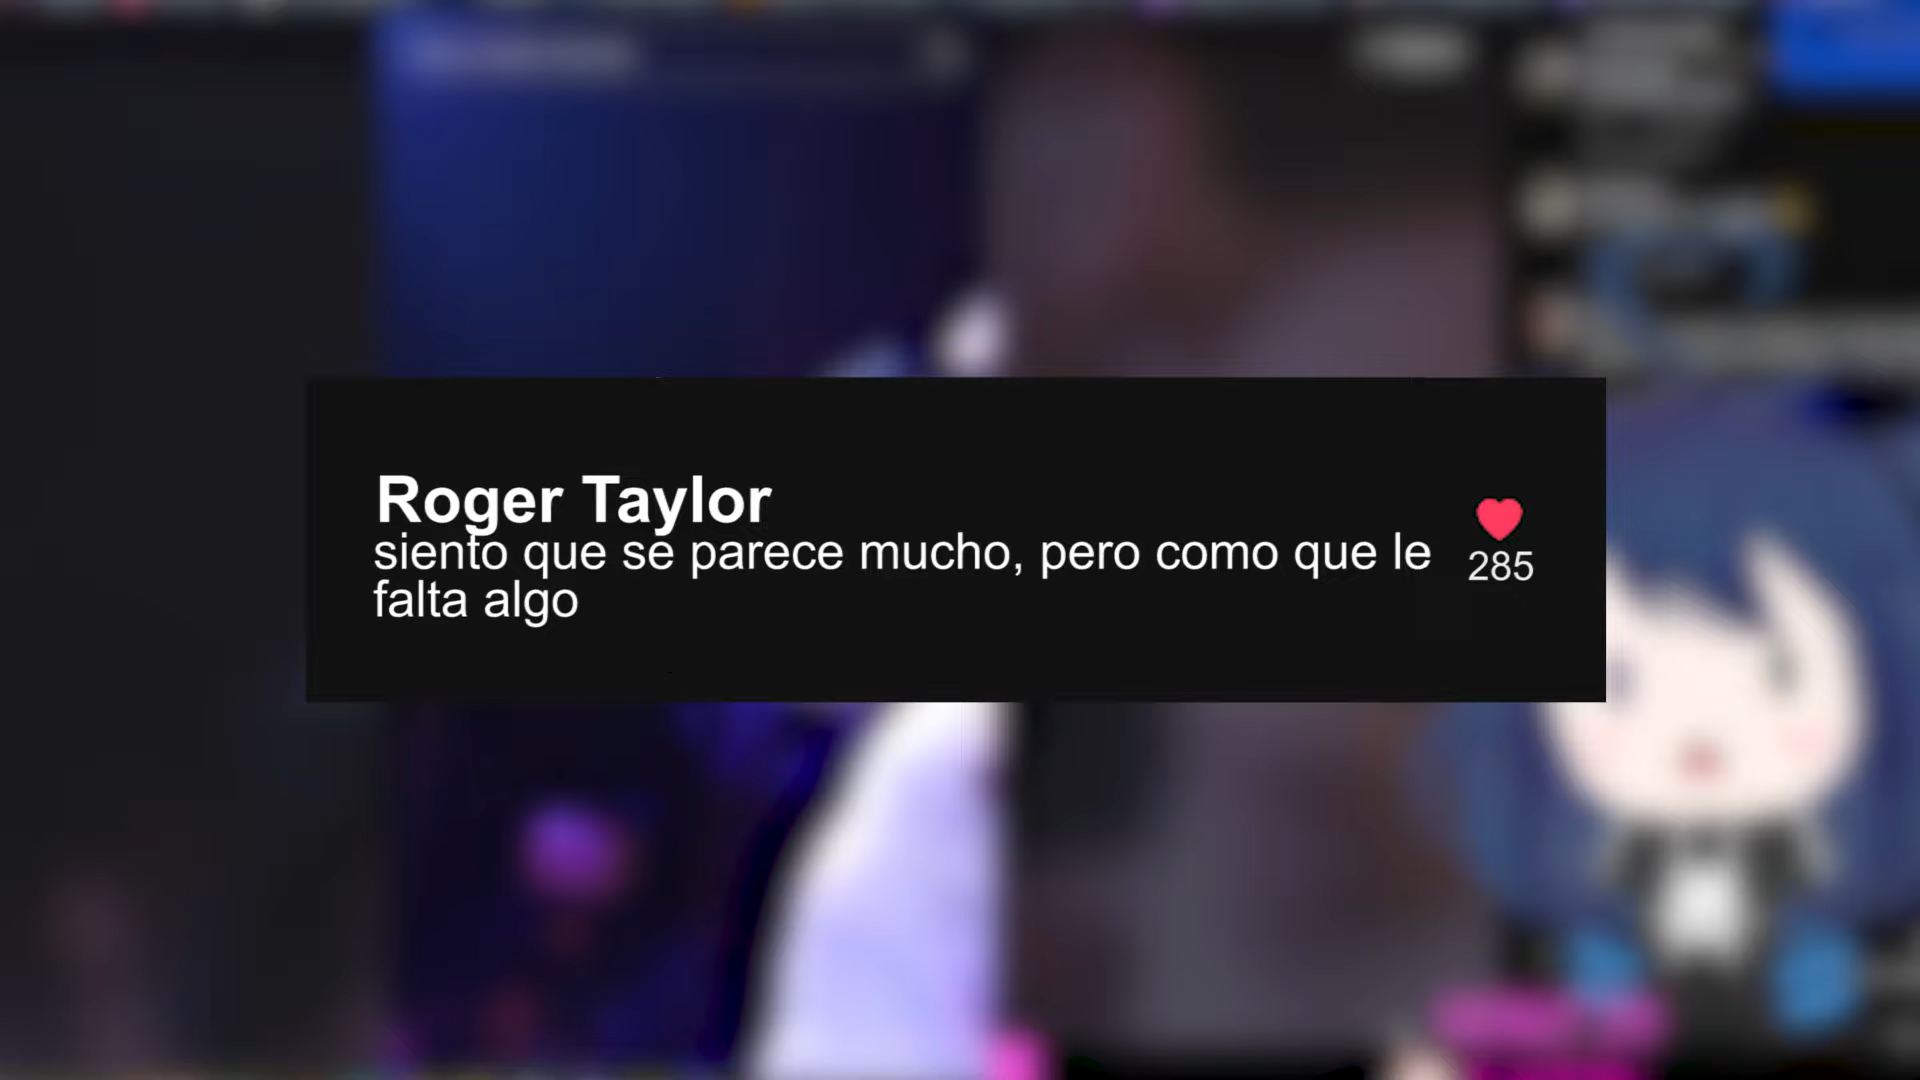 Roger Taylor
siento que se parece mucho, pero como que le
falta algo
285